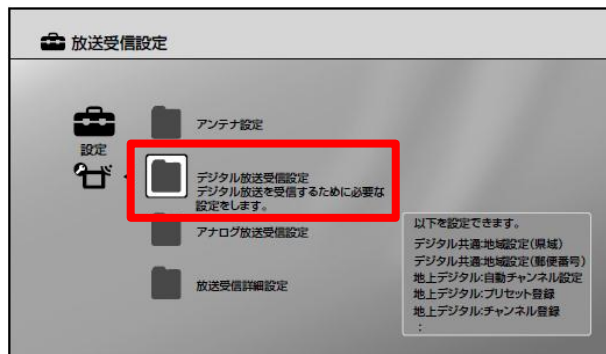 放送受信設定
アンテナ設定
設定
デジタル放送受信設定
デジタル放送を受信するために必要な
設定をします。
アナログ放送受信設定
放送受信詳細設定
以下を設定できます。
デジタル共通:地域設定(県域)
デジタル共通:地域設定(郵便番号)
地上デジタル:自動チャンネル設定
地上デジタル:プリセット登録
地上デジタル:チャンネル登録
: